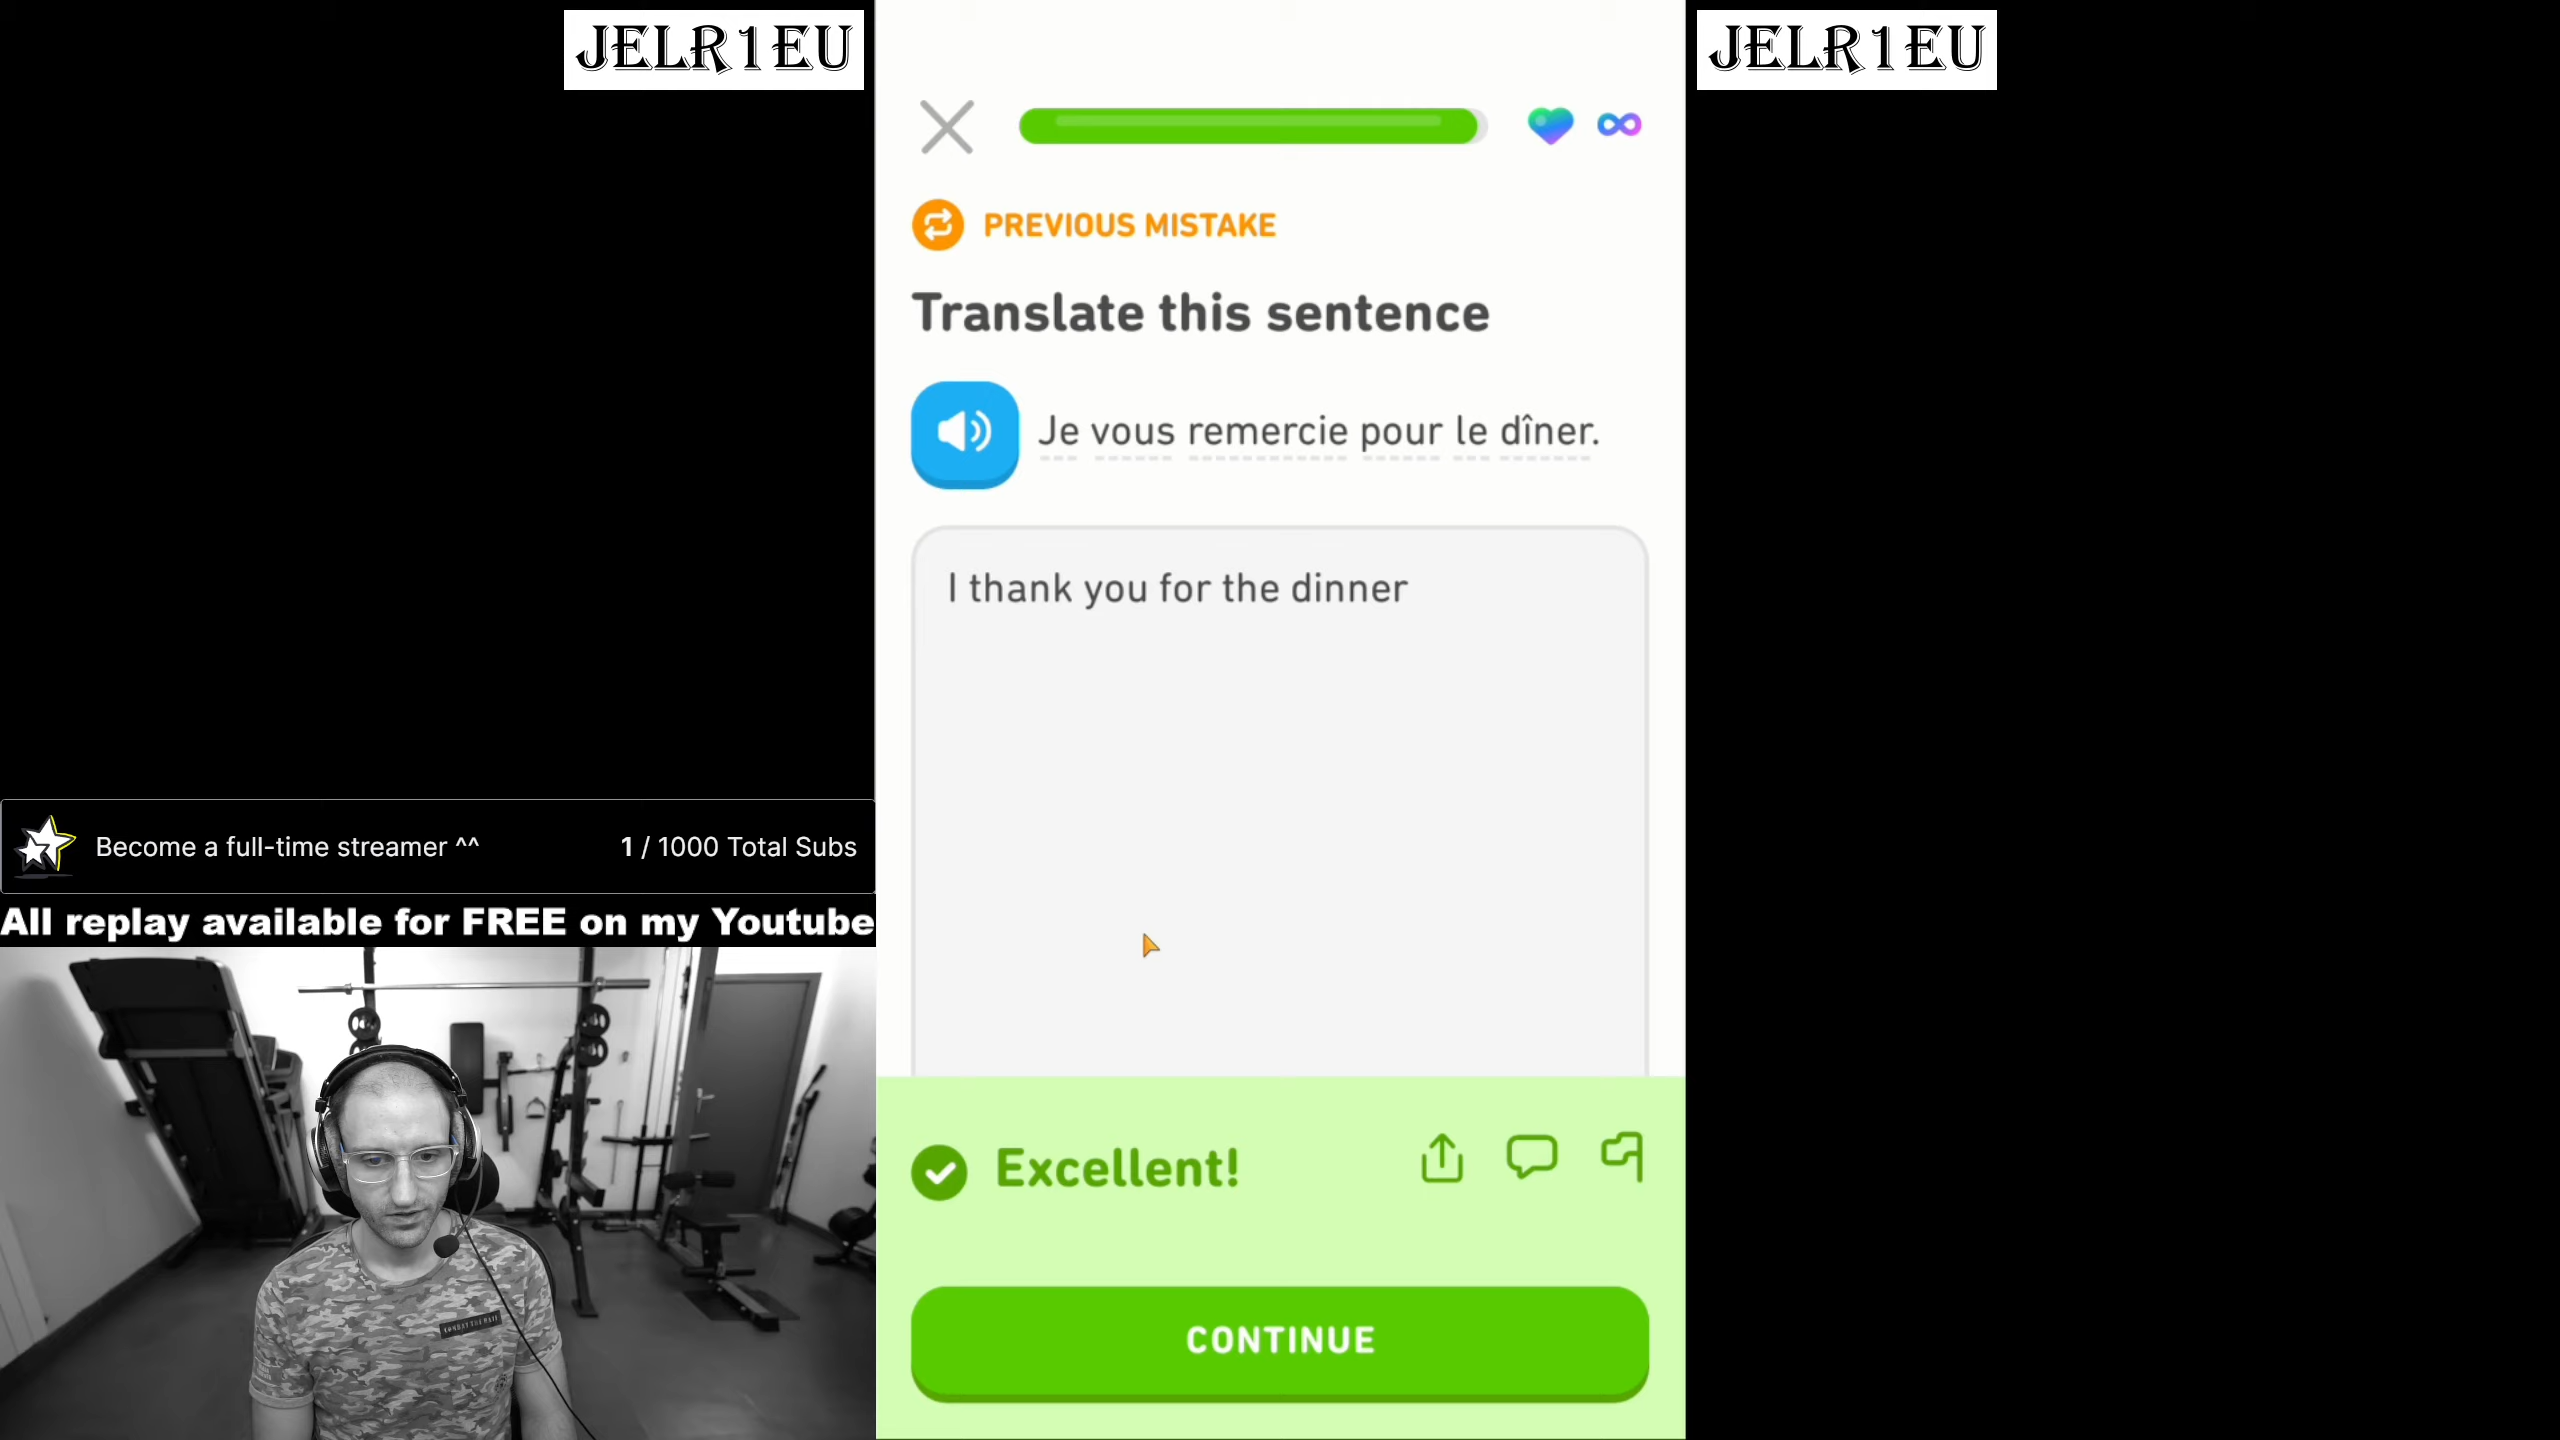 JELR1EU
JELR1EU
PREVIOUS MISTAKE
Translate this sentence
Je vous remercie pour le dîner.
I thank you for the dinner
Become a full-time streamer ^^ 1 / 1000 Total Subs
All replay available for FREE on my Youtube
Excellent!
CONTINUE